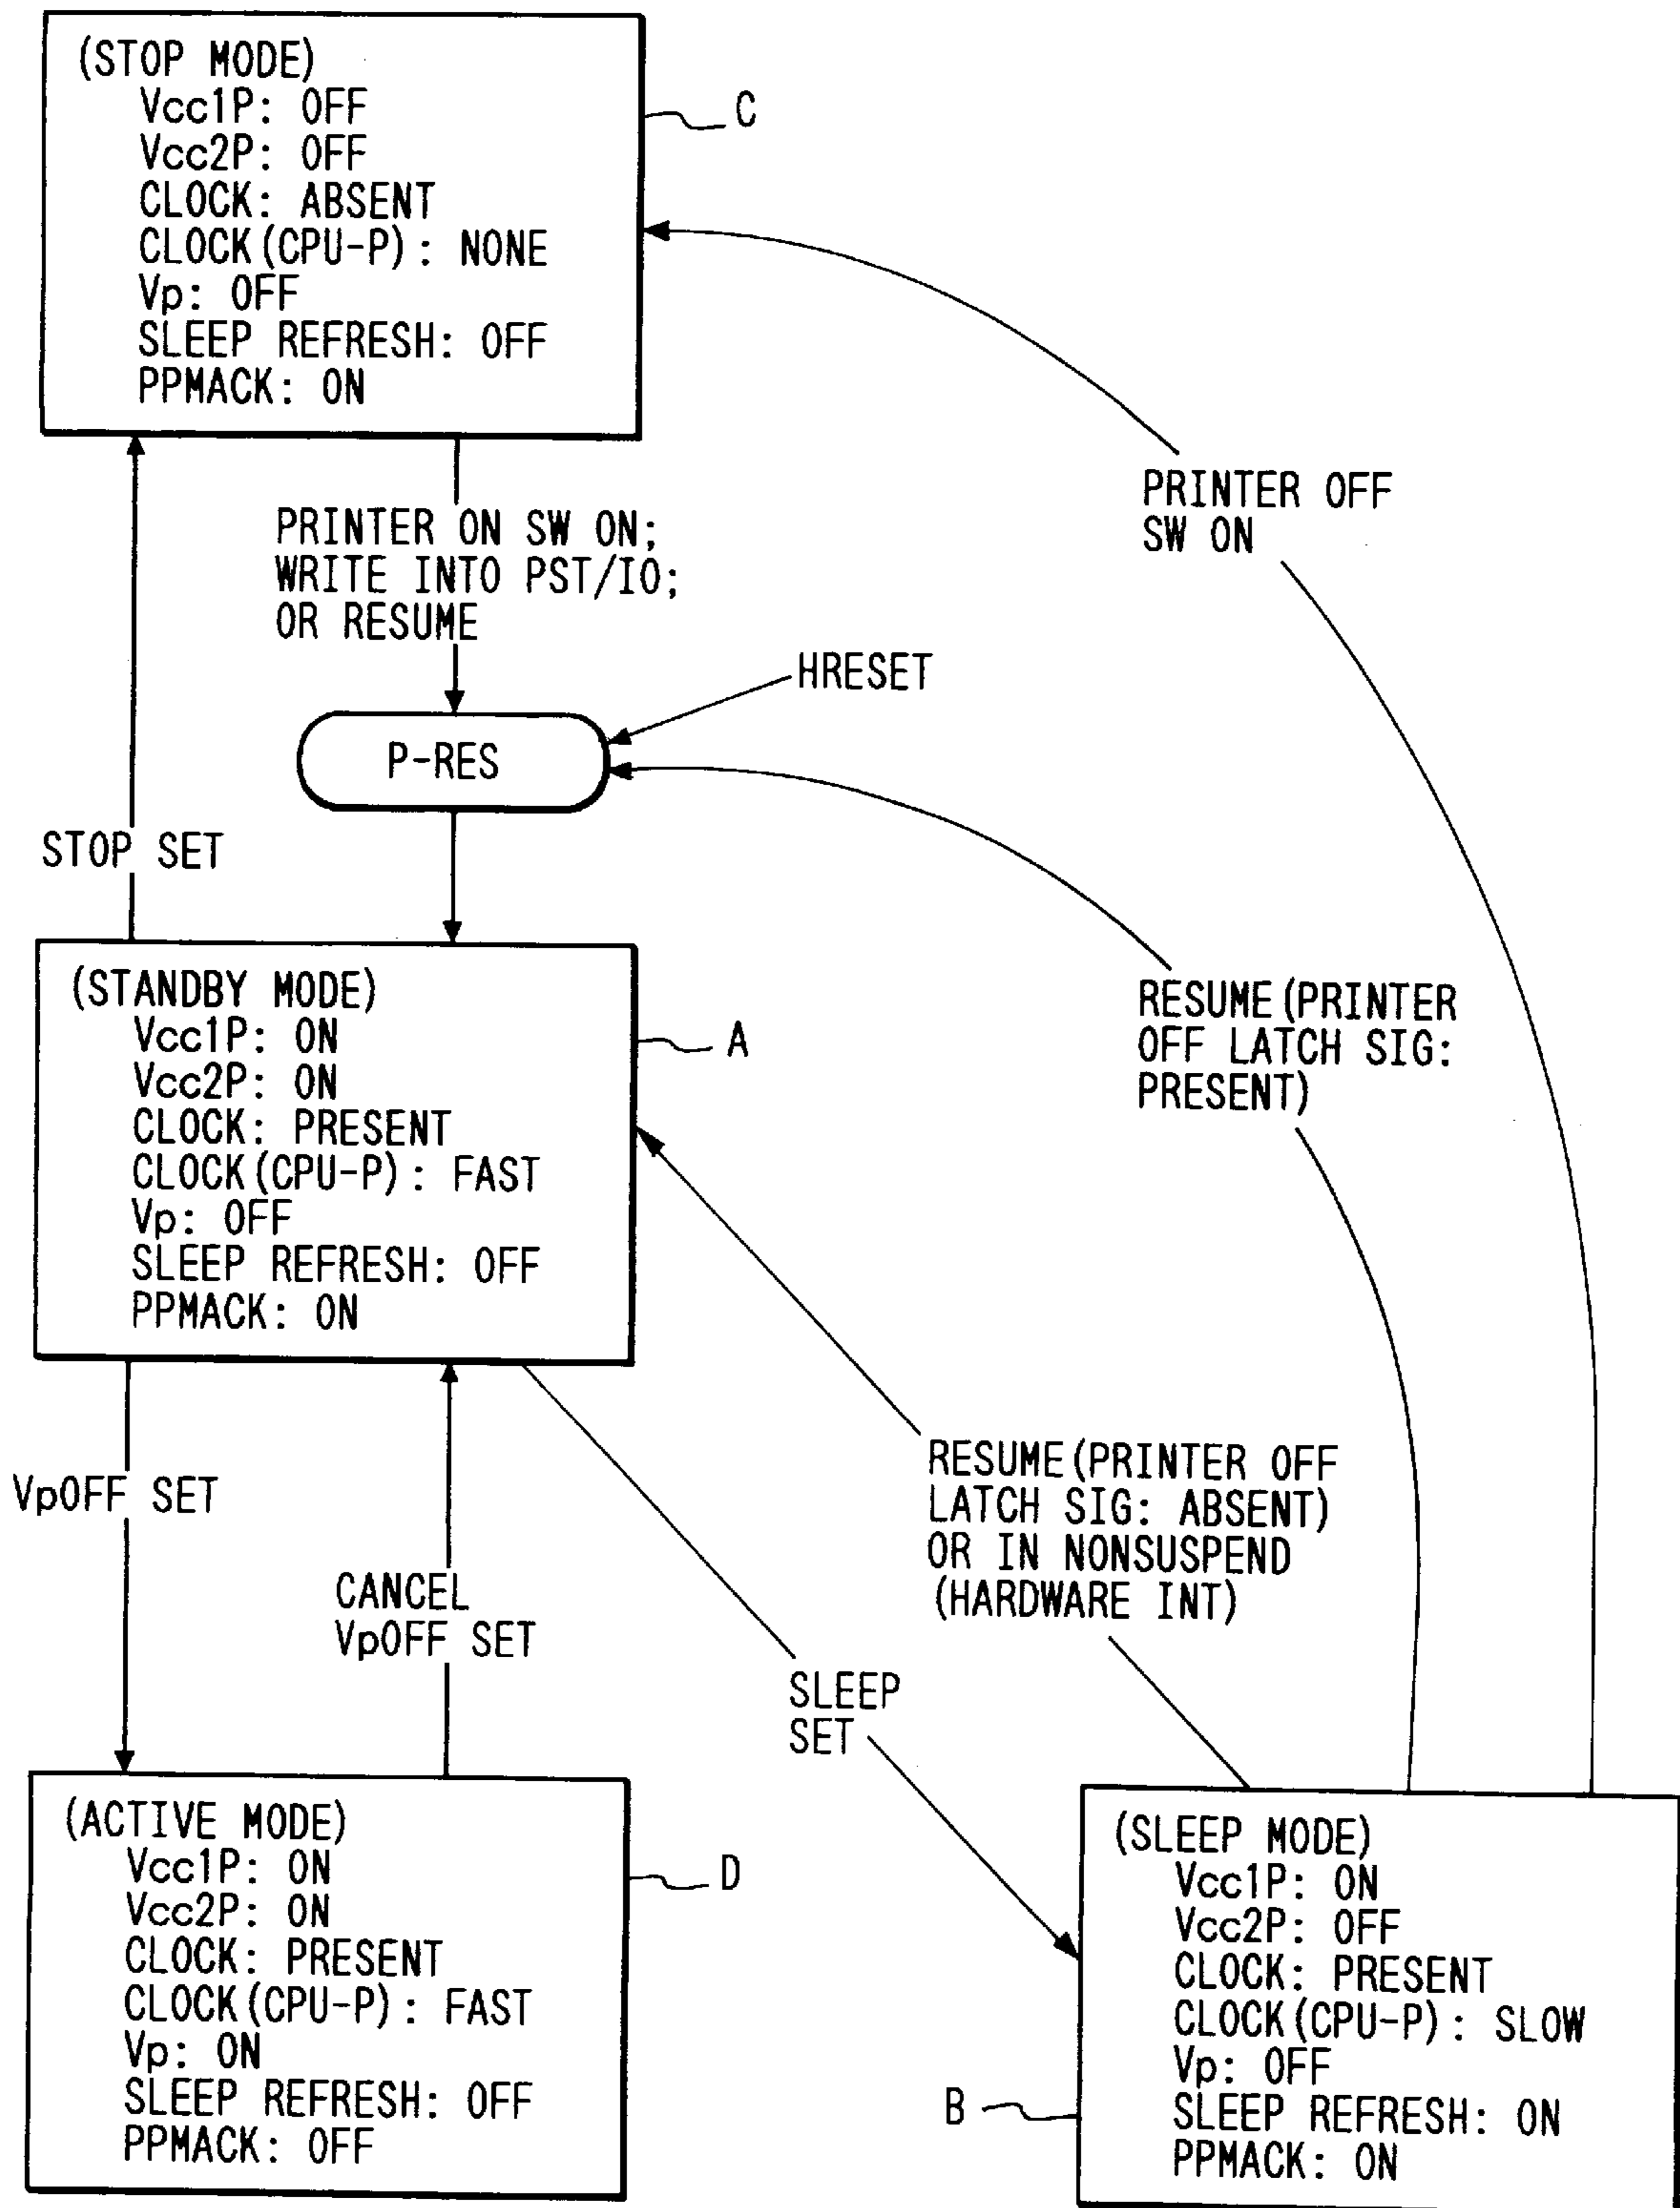 (STOP MODE)
Vcc1P: OFF
Vcc2P: OFF
CLOCK: ABSENT
CLOCK(CPU-P): NONE
Vp: OFF
SLEEP REFRESH: OFF
PPMACK: ON
C
PRINTER OFF
SW ON
PRINTER ON SW ON;
WRITE INTO PST/IO;
OR RESUME
HRESET
P-RES
STOP SET
(STANDBY MODE)
Vcc1P: ON
Vcc2P: ON
CLOCK: PRESENT
CLOCK(CPU-P): FAST
Vp: OFF
SLEEP REFRESH: OFF
PPMACK: ON
A
RESUME(PRINTER
OFF LATCH SIG:
PRESENT)
RESUME(PRINTER OFF
LATCH SIG: ABSENT)
OR IN NONSUSPEND
(HARDWARE INT)
VpOFF SET
CANCEL
VpOFF SET
SLEEP
SET
(ACTIVE MODE)
Vcc1P: ON
Vcc2P: ON
CLOCK: PRESENT
CLOCK(CPU-P): FAST
Vp: ON
SLEEP REFRESH: OFF
PPMACK: OFF
D
(SLEEP MODE)
Vcc1P: ON
Vcc2P: OFF
CLOCK: PRESENT
CLOCK(CPU-P): SLOW
Vp: OFF
SLEEP REFRESH: ON
PPMACK: ON
B